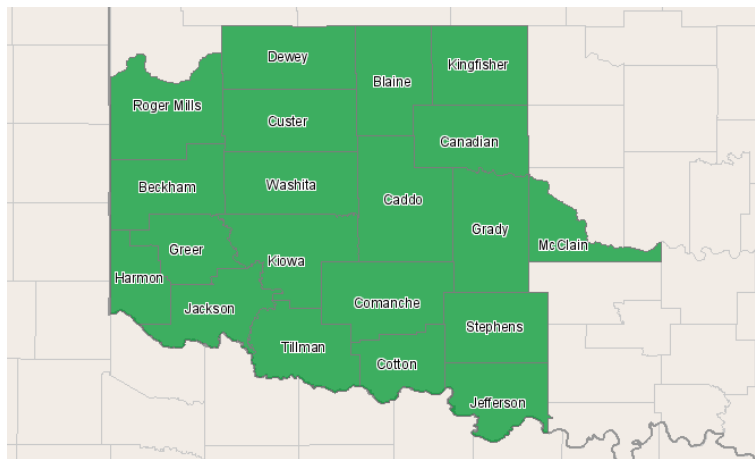 Dewey
Blaine
Kingfisher
Roger Mills
Custer
Canadian
Beckham
Washita
Caddo
Grady
McClain
Greer
Kiowa
Harmon
Jackson
Comanche
Stephens
Tillman
Cotton
Jefferson